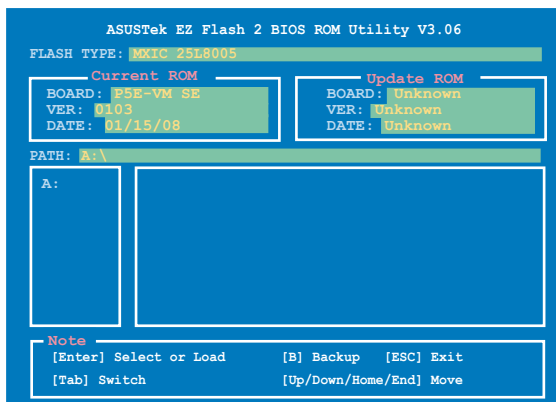 ASUSTek EZ Flash 2 BIOS ROM Utility V3.06
FLASH TYPE: MXIC 25L8005
Current ROM
BOARD: P5E-VM SE
VER: 0103
DATE: 01/15/08
Update ROM
BOARD: Unknown
VER: Unknown
DATE: Unknown
PATH: A:\
A:
Note
[Enter] Select or Load [B] Backup [ESC] Exit
[Tab] Switch [Up/Down/Home/End] Move